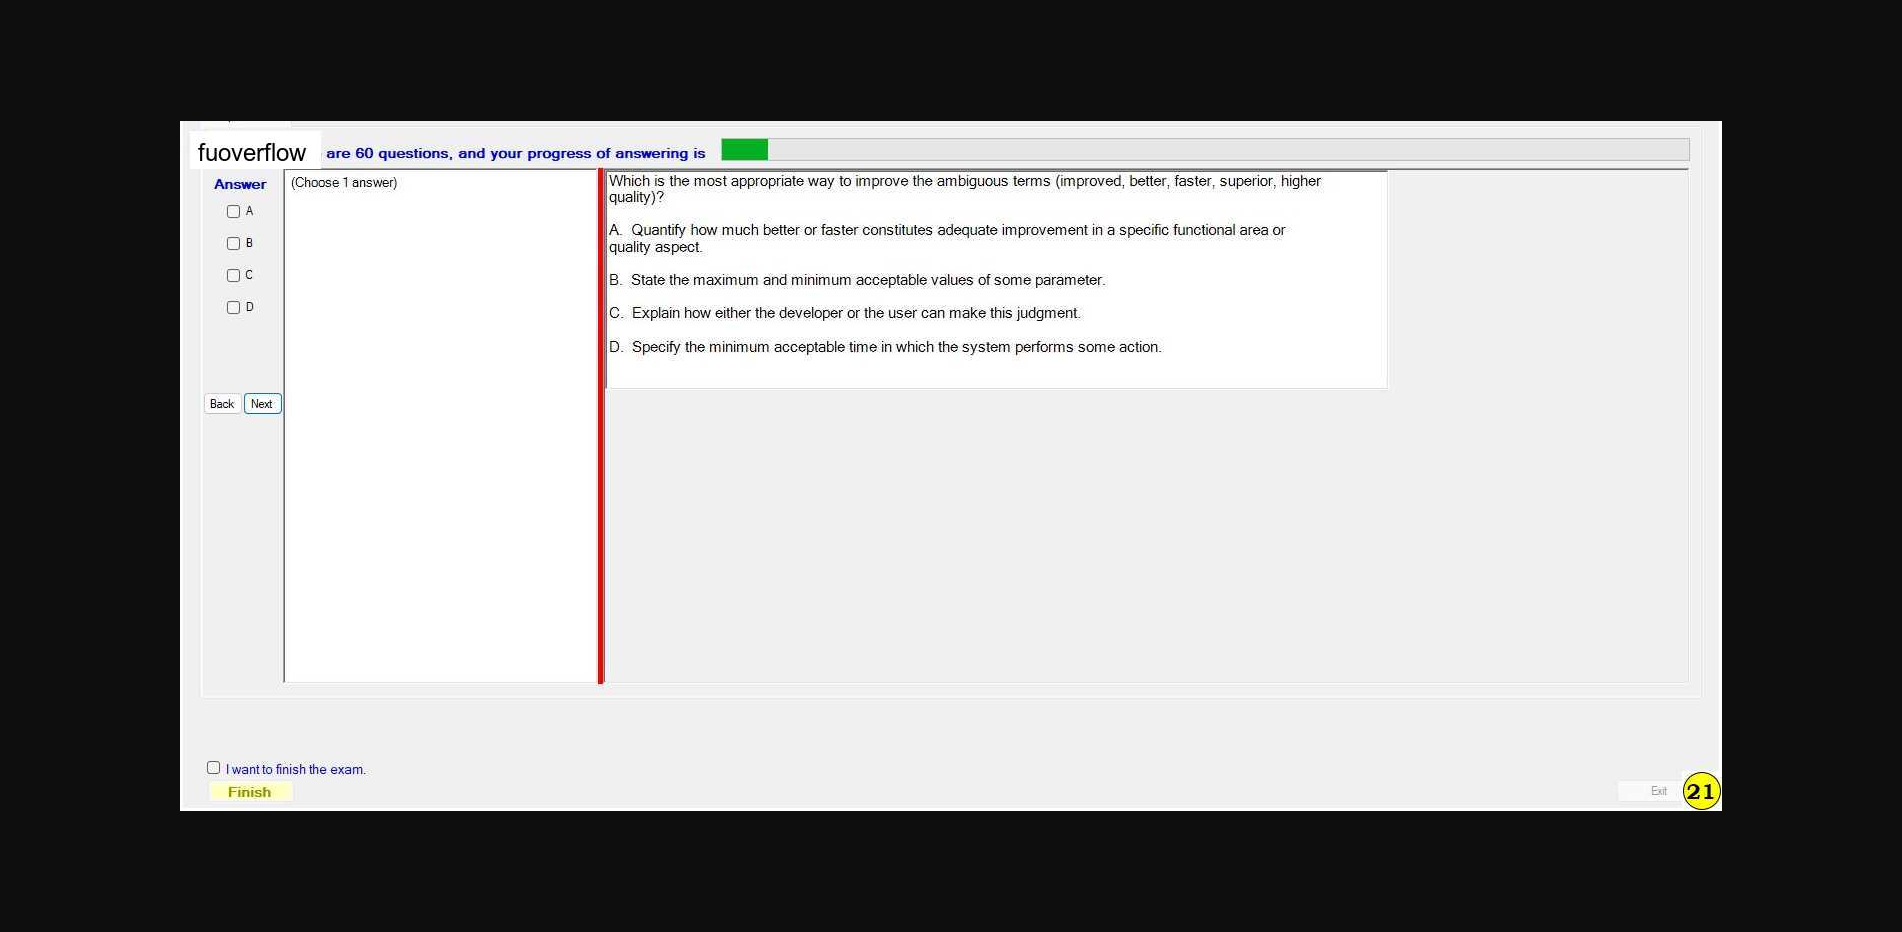 fuoverflow are 60 questions, and your progress of answering is
Answer
(Choose 1 answer)
A
B
C
D
Back Next
Which is the most appropriate way to improve the ambiguous terms (improved, better, faster, superior, higher
quality)?
A. Quantify how much better or faster constitutes adequate improvement in a specific functional area or
quality aspect.
B. State the maximum and minimum acceptable values of some parameter.
C. Explain how either the developer or the user can make this judgment.
D. Specify the minimum acceptable time in which the system performs some action.
I want to finish the exam.
Finish
Exit
21